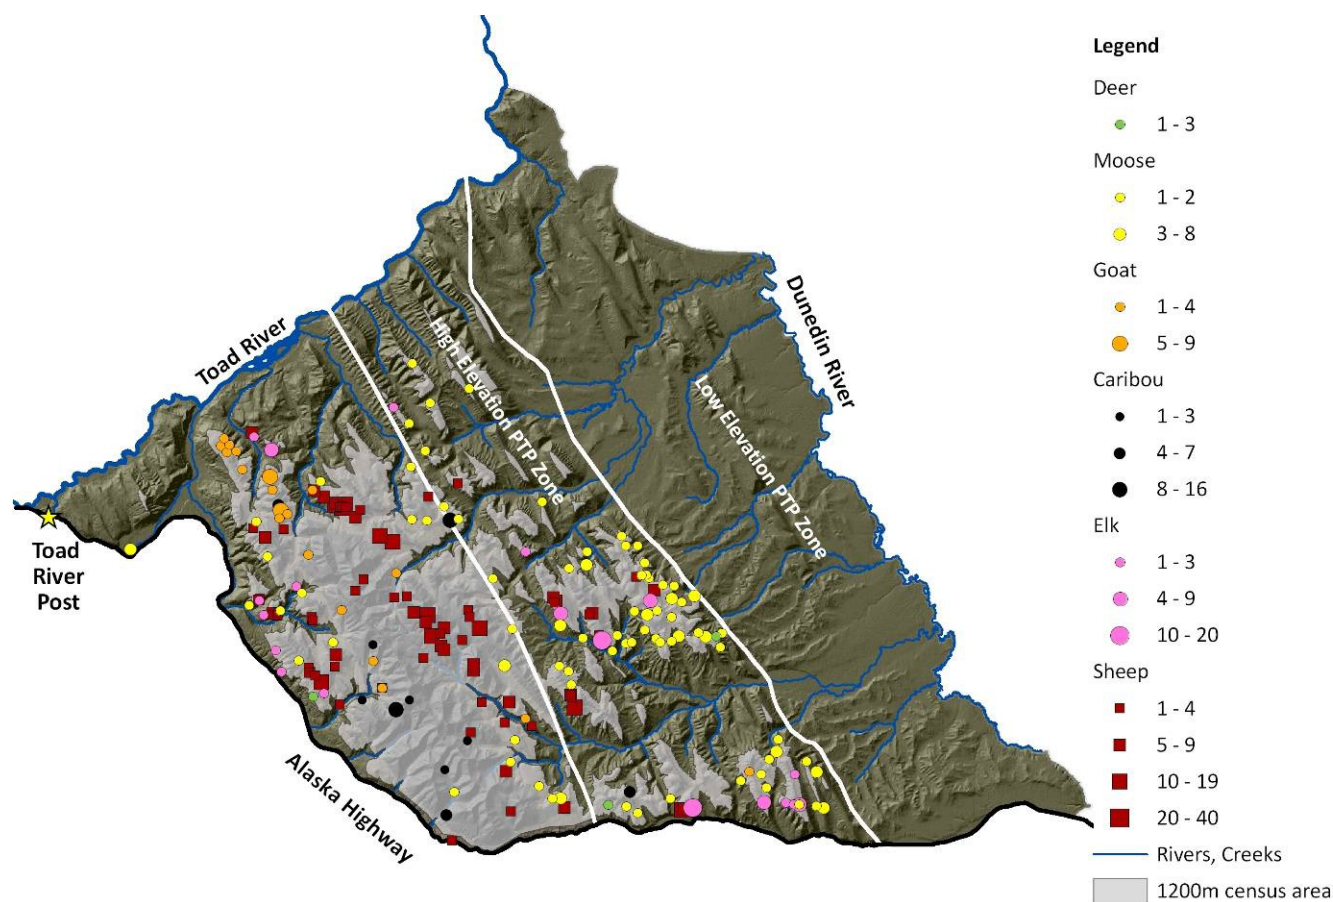 Toad River
High Elevation PTP Zone
Low Elevation PTP Zone
Dunedin River
Toad
River
Post
Alaska Highway
Legend
Deer
1 - 3
Moose
1 - 2
3 - 8
Goat
1 - 4
5 - 9
Caribou
1 - 3
4 - 7
8 - 16
Elk
1 - 3
4 - 9
10 - 20
Sheep
1 - 4
5 - 9
10 - 19
20 - 40
Rivers, Creeks
1200m census area